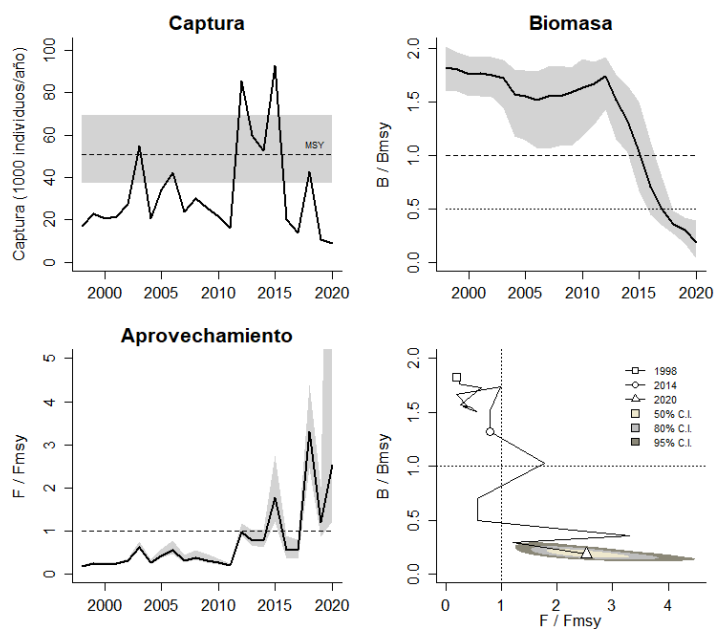 Captura
Captura (1000 individuos/año)
0 20 40 60 80 100
MSY
2000 2005 2010 2015 2020
Biomasa
B / Bmsy
0.0 0.5 1.0 1.5 2.0
2000 2005 2010 2015 2020
Aprovechamiento
F / Fmsy
0 1 2 3 4 5
2000 2005 2010 2015 2020
B / Bmsy
0.0 0.5 1.0 1.5 2.0
1998
2014
2020
50% C.I.
80% C.I.
95% C.I.
0 1 2 3 4
F / Fmsy